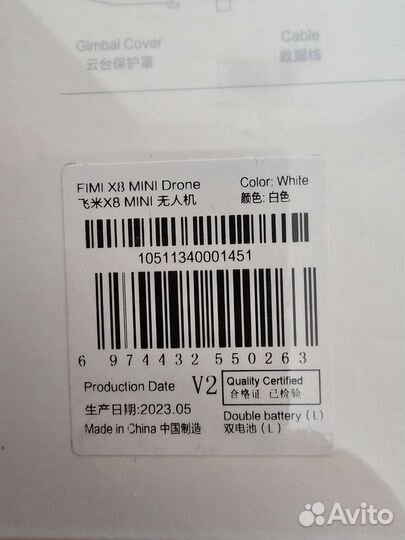 Gimbal Cover
云台保护罩
Cable
数据线
FIMI X8 MINI Drone
Color: White
飞米X8 MINI 无人机
颜色: 白色
10511340001451
6 974432 550263
Production Date
V2
Quality Certified
合格证 已检验
生产日期:2023.05
Double battery (L)
Made in China 中国制造
双电池 (L)
Avito